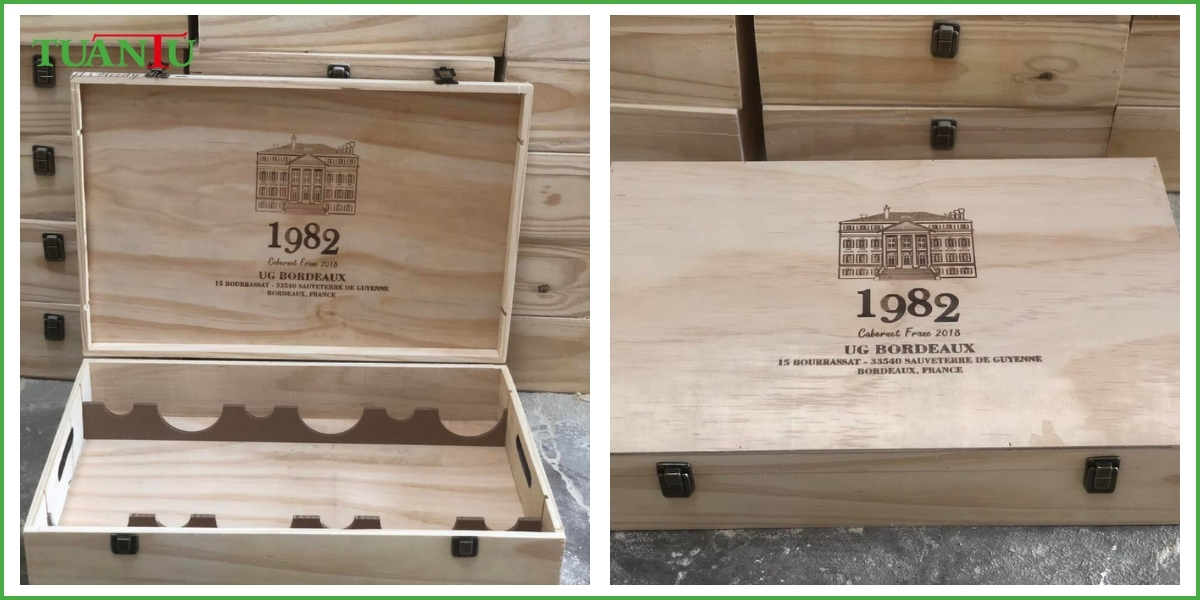 TUANTÚ
1982
Cabernet Franc 2018
UG BORDEAUX
15 BOURRASSAT - 33540 SAUVETERRE DE GUYENNE
BORDEAUX, FRANCE
1982
Cabernet Franc 2018
UG BORDEAUX
15 BOURRASSAT - 33540 SAUVETERRE DE GUYENNE
BORDEAUX, FRANCE